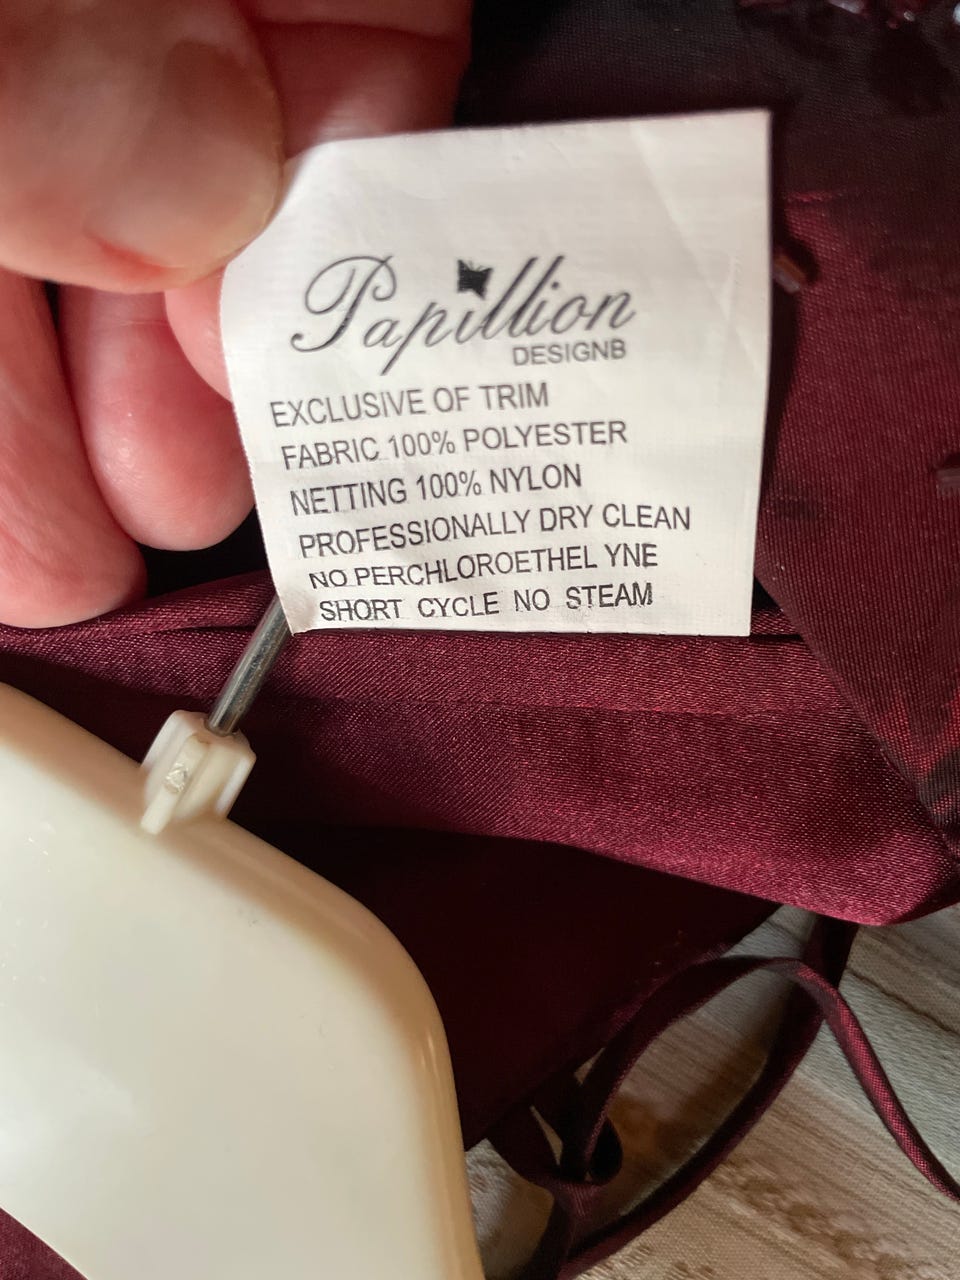 Papillion
DESIGNB
EXCLUSIVE OF TRIM
FABRIC 100% POLYESTER
NETTING 100% NYLON
PROFESSIONALLY DRY CLEAN
NO PERCHLOROETHEL YNE
SHORT CYCLE NO STEAM